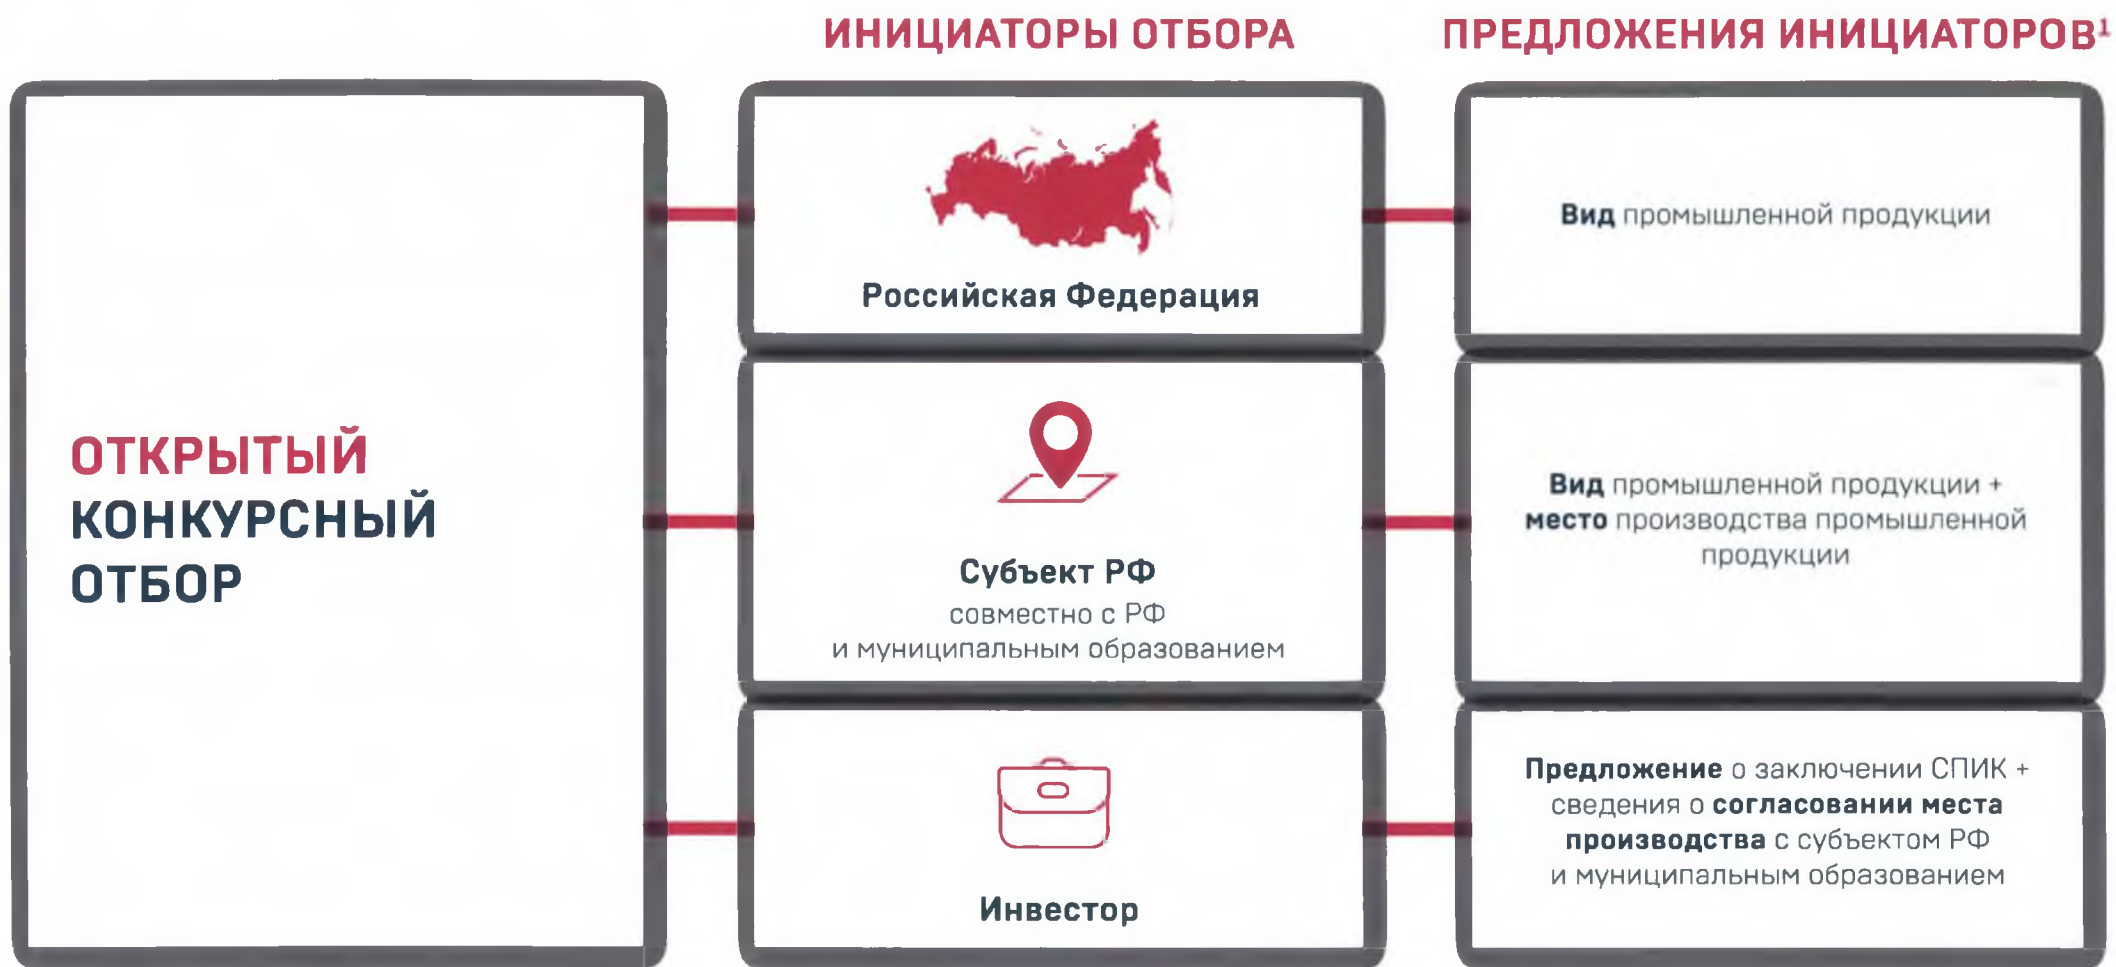 ИНИЦИАТОРЫ ОТБОРА
ПРЕДЛОЖЕНИЯ ИНИЦИАТОРОВ¹
ОТКРЫТЫЙ
КОНКУРСНЫЙ
ОТБОР
Российская Федерация
Вид промышленной продукции
Субъект РФ
совместно с РФ
и муниципальным образованием
Вид промышленной продукции +
место производства промышленной
продукции
Инвестор
Предложение о заключении СПИК +
сведения о согласовании места
производства с субъектом РФ
и муниципальным образованием